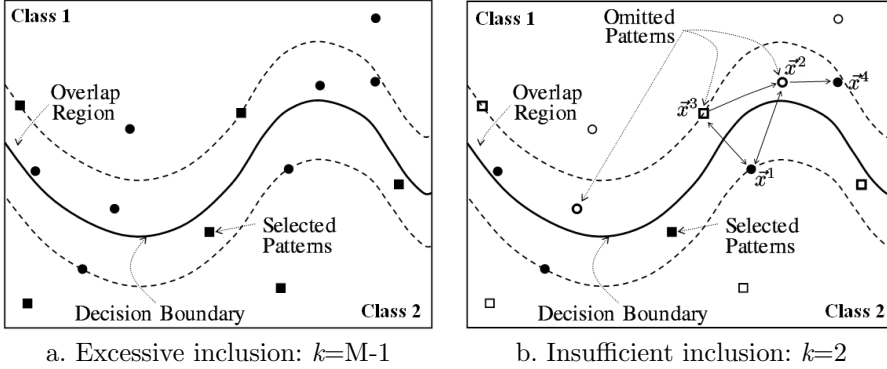 Class 1
Overlap
Region
Selected
Patterns
Decision Boundary
Class 2
a. Excessive inclusion: k=M-1
Class 1
Omitted
Patterns
Overlap
Region
x⃗²
x⃗⁴
x⃗³
x⃗¹
Selected
Patterns
Decision Boundary
Class 2
b. Insufficient inclusion: k=2